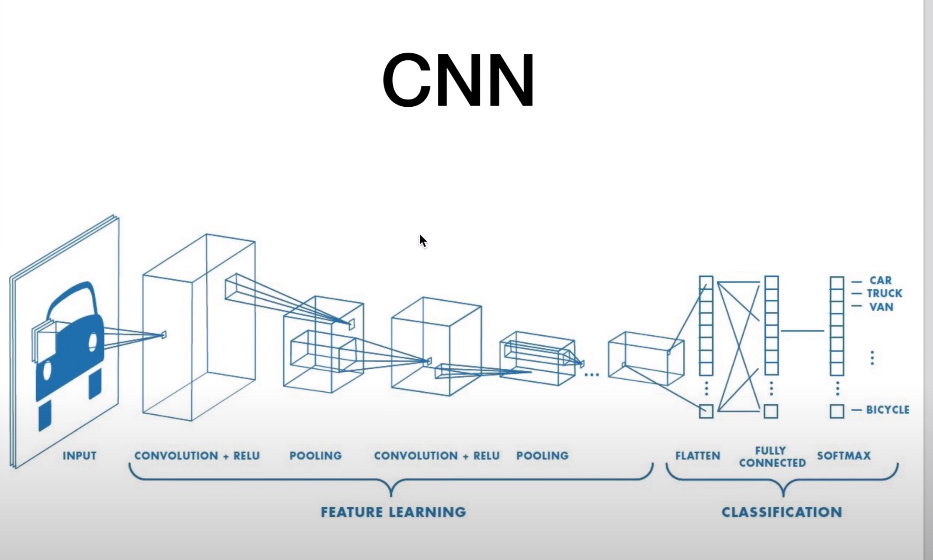 CNN
CAR
TRUCK
VAN
BICYCLE
INPUT
CONVOLUTION + RELU
POOLING
CONVOLUTION + RELU
POOLING
FLATTEN
FULLY
CONNECTED
SOFTMAX
FEATURE LEARNING
CLASSIFICATION